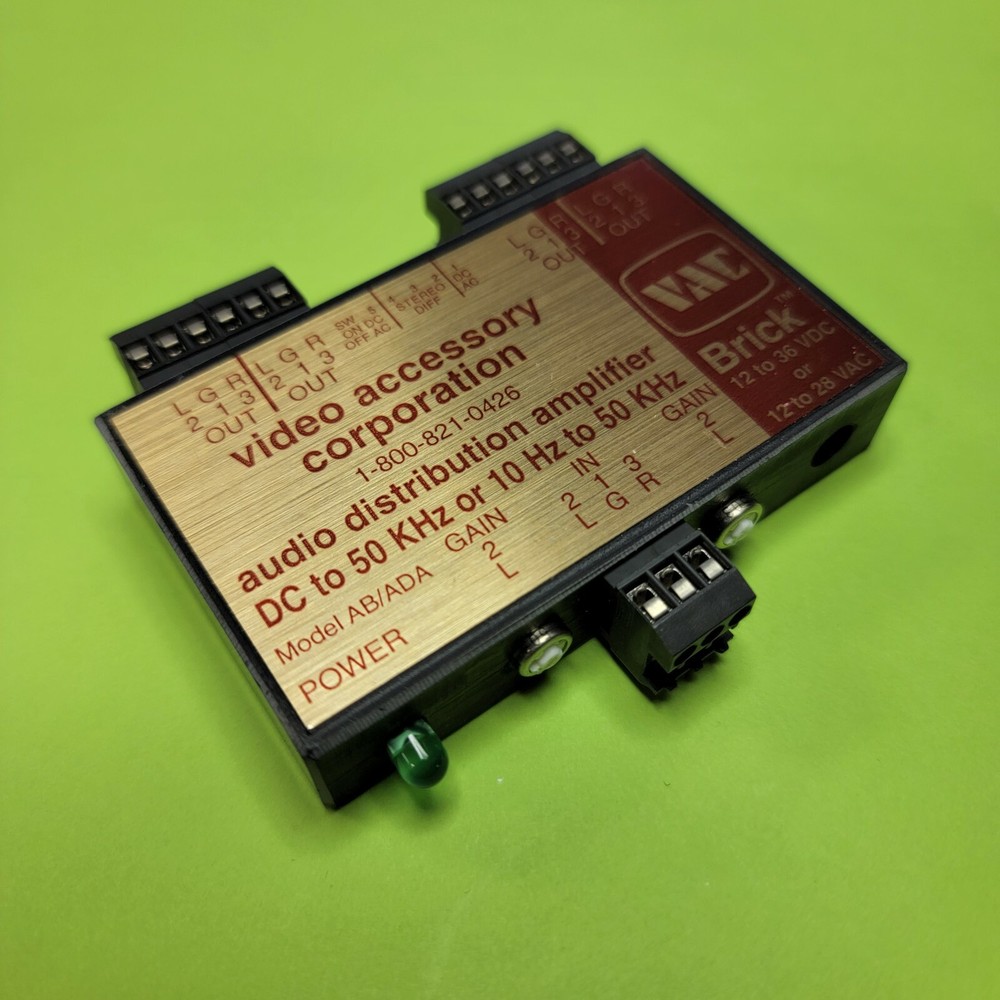 L G R L G R
2 1 3 2 1 3
OUT OUT
SW 5
ON DC
OFF AC
1 3 2
STEREO
DIFF
1
DC
AC
L G R L G R
2 1 3 2 1 3
OUT OUT
video accessory
corporation
1-800-821-0426
audio distribution amplifier
DC to 50 KHz or 10 Hz to 50 KHz
Model AB/ADA
POWER
GAIN
2
L
IN
2 1 3
L G R
GAIN
2
L
VAC
Brick™
12 to 36 VDC
or
12 to 28 VAC